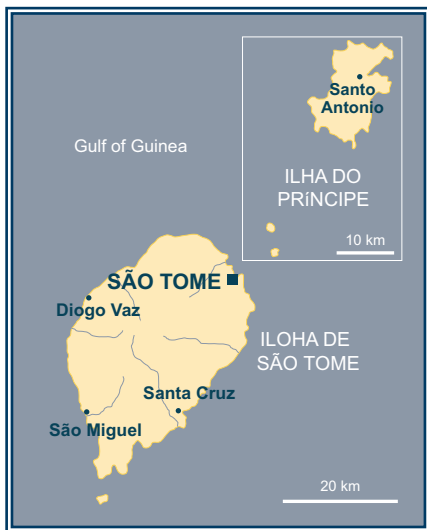 Santo
Antonio
Gulf of Guinea
ILHA DO
PRíNCIPE
10 km
SÃO TOME
Diogo Vaz
ILOHA DE
SÃO TOME
Santa Cruz
São Miguel
20 km